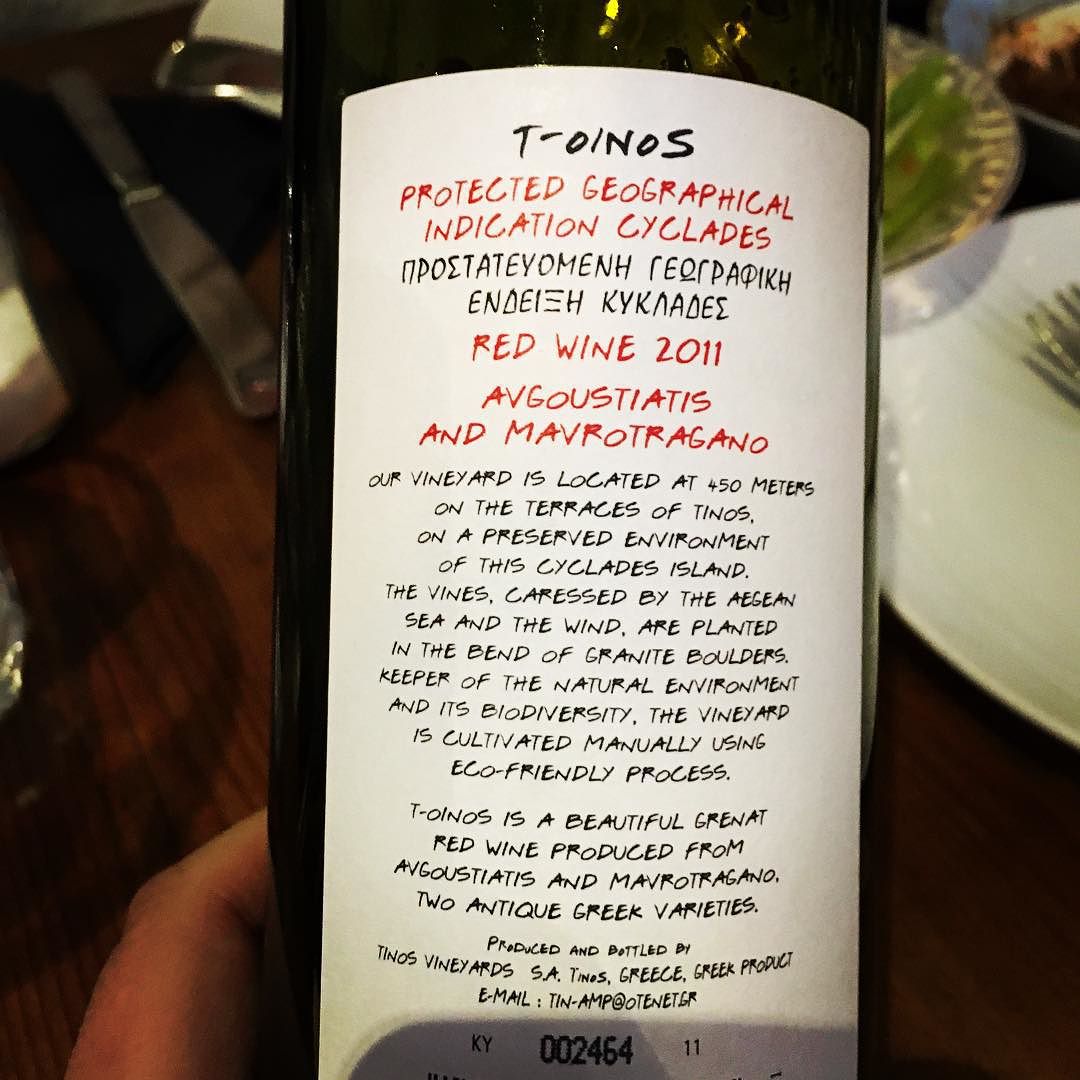 T-OINOS
PROTECTED GEOGRAPHICAL
INDICATION CYCLADES
ΠΡΟΣΤΑΤΕΥΟΜΕΝΗ ΓΕΩΓΡΑΦΙΚΗ
ΕΝΔΕΙΞΗ ΚΥΚΛΑΔΕΣ
RED WINE 2011
AVGOUSTIATIS
AND MAVROTRAGANO
OUR VINEYARD IS LOCATED AT 450 METERS
ON THE TERRACES OF TINOS,
ON A PRESERVED ENVIRONMENT
OF THIS CYCLADES ISLAND.
THE VINES, CARESSED BY THE AEGEAN
SEA AND THE WIND, ARE PLANTED
IN THE BEND OF GRANITE BOULDERS.
KEEPER OF THE NATURAL ENVIRONMENT
AND ITS BIODIVERSITY, THE VINEYARD
IS CULTIVATED MANUALLY USING
ECO-FRIENDLY PROCESS.
T-OINOS IS A BEAUTIFUL GRENAT
RED WINE PRODUCED FROM
AVGOUSTIATIS AND MAVROTRAGANO,
TWO ANTIQUE GREEK VARIETIES.
PRODUCED AND BOTTLED BY
TINOS VINEYARDS S.A. TINOS, GREECE, GREEK PRODUCT
E-MAIL : TIN-AMP@OTENET.GR
KY 002464 11